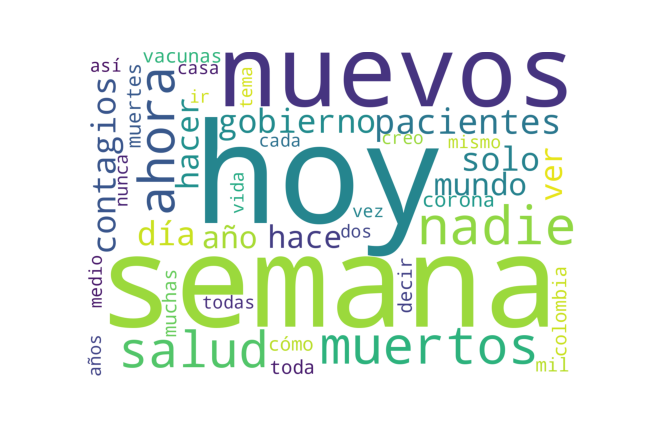 vacunas
nuevos
así
casa
ir
tema
muertes
ahora
hacer
contagios
gobierno
pacientes
hoy
cada
creo
mismo
solo
ver
nunca
vida
mundo
corona
vez
nadie
día
año
hace
dos
semana
medio
muchas
todas
decir
colombia
años
salud
cómo
toda
muertos
mil